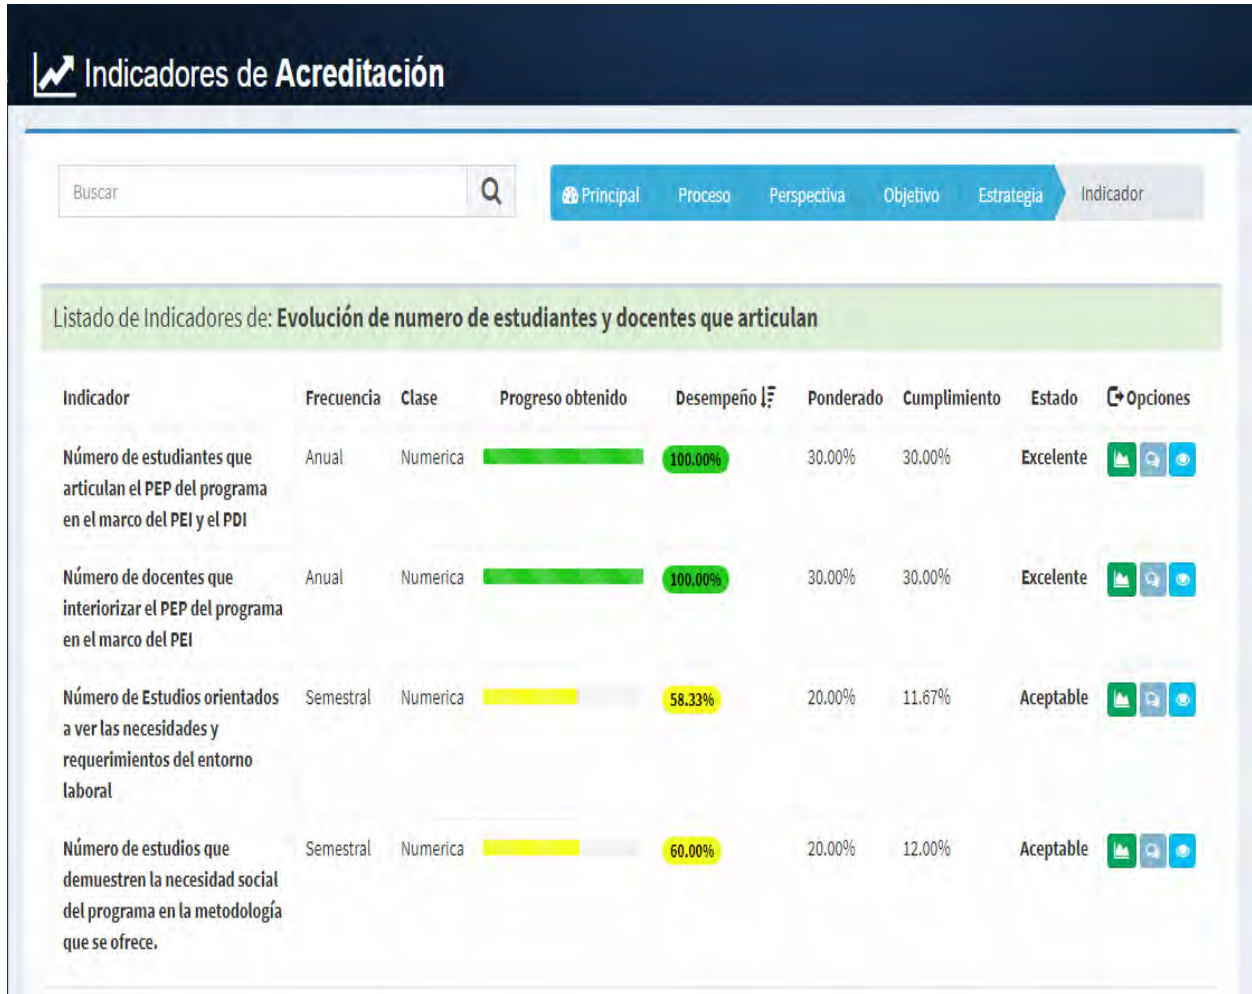 Indicadores de Acreditación
Buscar
Principal Proceso Perspectiva Objetivo Estrategia Indicador
Listado de Indicadores de: Evolución de numero de estudiantes y docentes que articulan
Indicador Frecuencia Clase Progreso obtenido Desempeño Ponderado Cumplimiento Estado Opciones
Número de estudiantes que Anual Numerica 100.00% 30.00% 30.00% Excelente
articulan el PEP del programa
en el marco del PEI y el PDI
Número de docentes que Anual Numerica 100.00% 30.00% 30.00% Excelente
interiorizar el PEP del programa
en el marco del PEI
Número de Estudios orientados Semestral Numerica 58.33% 20.00% 11.67% Aceptable
a ver las necesidades y
requerimientos del entorno
laboral
Número de estudios que Semestral Numerica 60.00% 20.00% 12.00% Aceptable
demuestren la necesidad social
del programa en la metodología
que se ofrece.